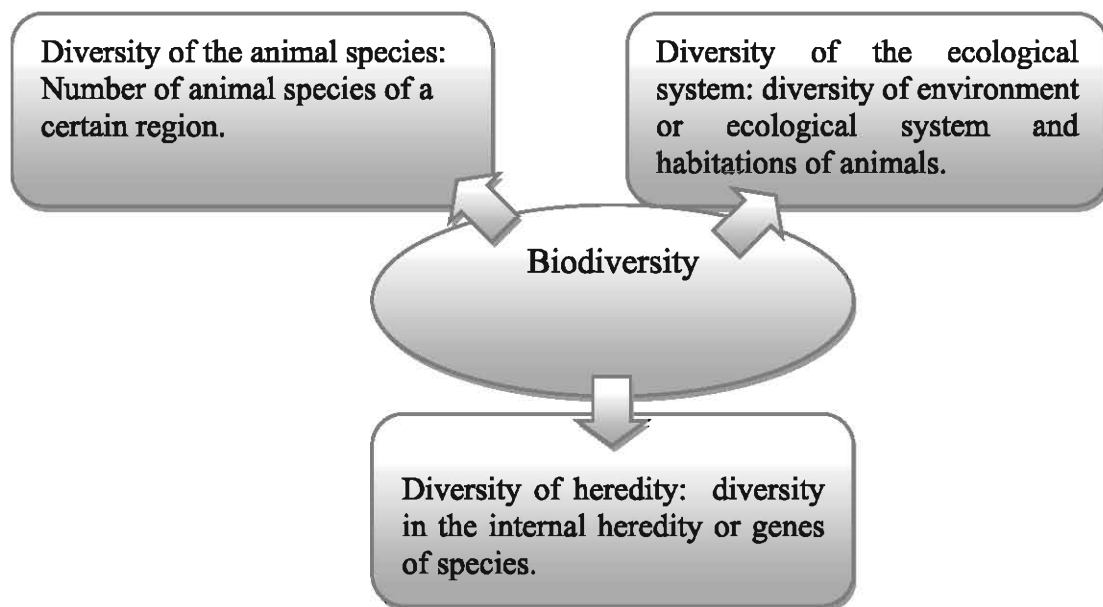 Diversity of the animal species:
Number of animal species of a
certain region.
Diversity of the ecological
system: diversity of environment
or ecological system and
habitations of animals.
Biodiversity
Diversity of heredity: diversity
in the internal heredity or genes
of species.